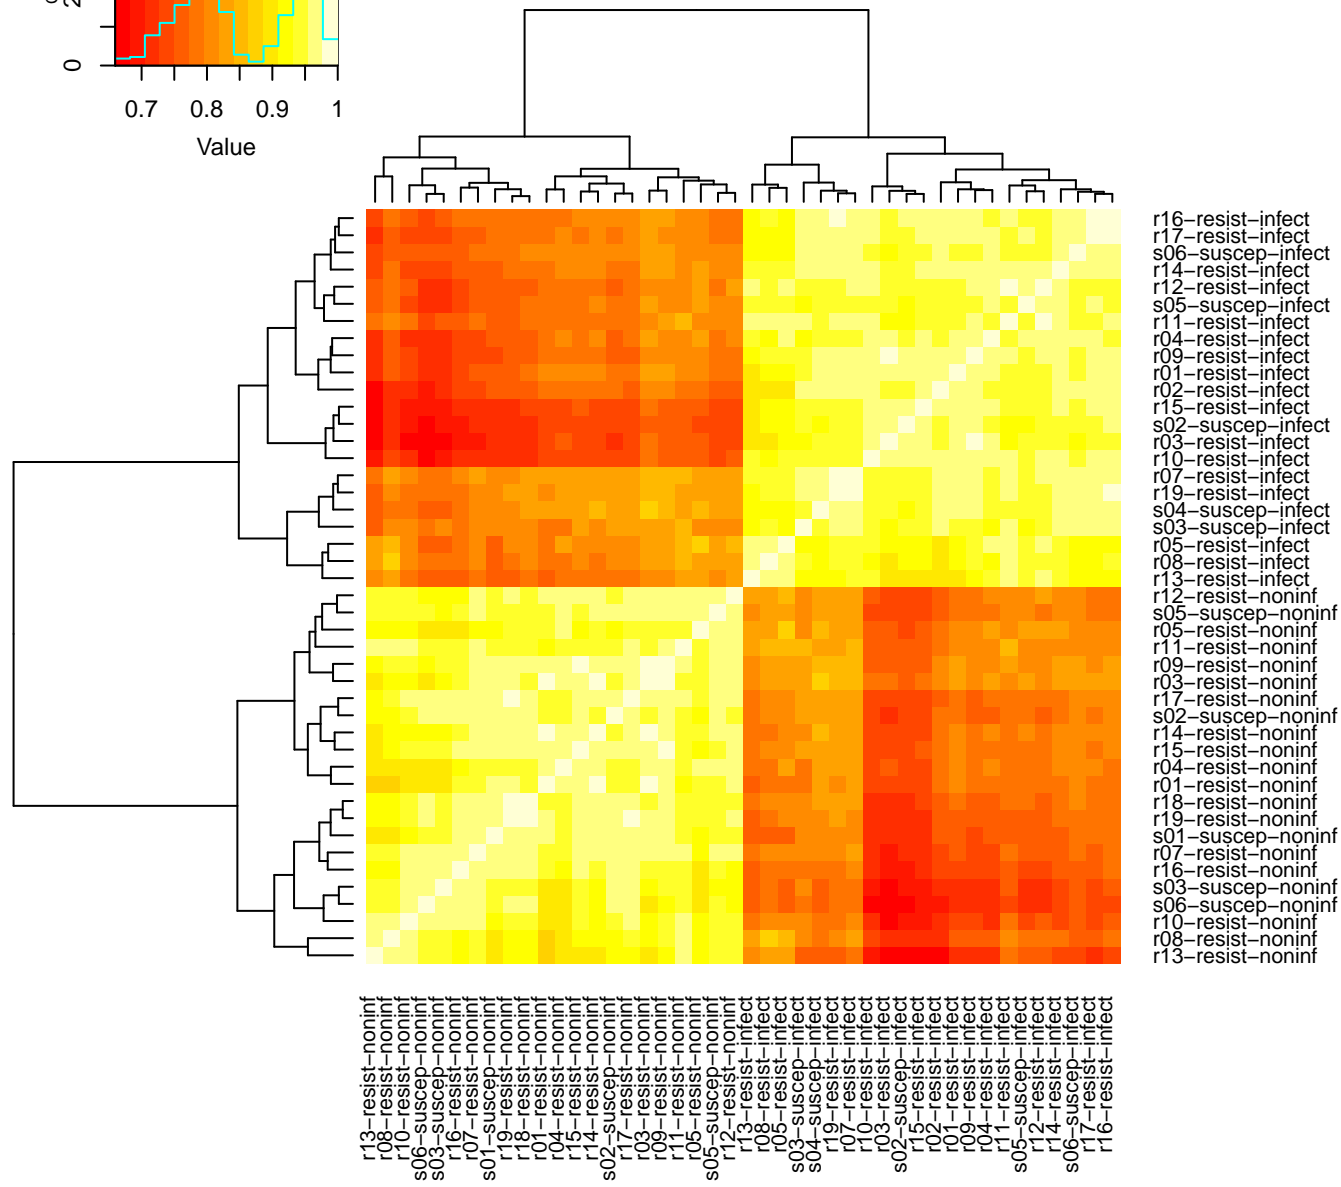 2
0
0.7 0.8 0.9 1
Value
r16−resist−infect
r17−resist−infect
s06−suscep−infect
r14−resist−infect
r12−resist−infect
s05−suscep−infect
r11−resist−infect
r04−resist−infect
r09−resist−infect
r01−resist−infect
r02−resist−infect
r15−resist−infect
s02−suscep−infect
r03−resist−infect
r10−resist−infect
r07−resist−infect
r19−resist−infect
s04−suscep−infect
s03−suscep−infect
r05−resist−infect
r08−resist−infect
r13−resist−infect
r12−resist−noninf
s05−suscep−noninf
r05−resist−noninf
r11−resist−noninf
r09−resist−noninf
r03−resist−noninf
r17−resist−noninf
s02−suscep−noninf
r14−resist−noninf
r15−resist−noninf
r04−resist−noninf
r01−resist−noninf
r18−resist−noninf
r19−resist−noninf
s01−suscep−noninf
r07−resist−noninf
r16−resist−noninf
s03−suscep−noninf
s06−suscep−noninf
r10−resist−noninf
r08−resist−noninf
r13−resist−noninf
r13−resist−noninf
r08−resist−noninf
r10−resist−noninf
s06−suscep−noninf
s03−suscep−noninf
r16−resist−noninf
r07−resist−noninf
s01−suscep−noninf
r19−resist−noninf
r18−resist−noninf
r01−resist−noninf
r04−resist−noninf
r15−resist−noninf
r14−resist−noninf
s02−suscep−noninf
r17−resist−noninf
r03−resist−noninf
r09−resist−noninf
r11−resist−noninf
r05−resist−noninf
s05−suscep−noninf
r12−resist−noninf
r13−resist−infect
r08−resist−infect
r05−resist−infect
s03−suscep−infect
s04−suscep−infect
r19−resist−infect
r07−resist−infect
r10−resist−infect
r03−resist−infect
s02−suscep−infect
r15−resist−infect
r02−resist−infect
r01−resist−infect
r09−resist−infect
r04−resist−infect
r11−resist−infect
s05−suscep−infect
r12−resist−infect
r14−resist−infect
s06−suscep−infect
r17−resist−infect
r16−resist−infect